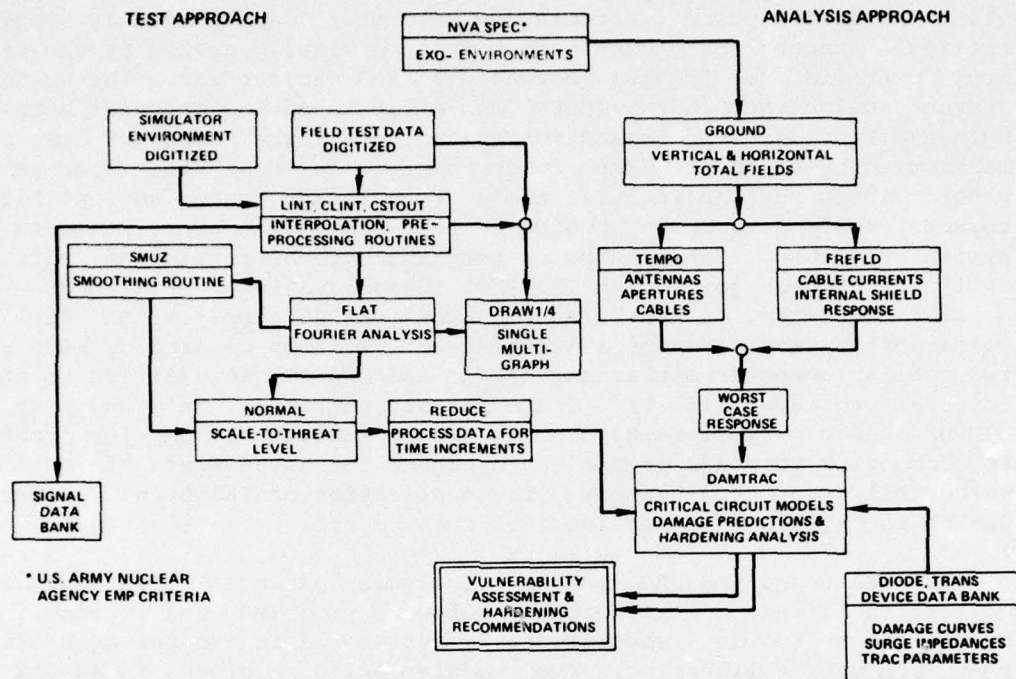 TEST APPROACH
NVA SPEC*
EXO- ENVIRONMENTS
ANALYSIS APPROACH
SIMULATOR
ENVIRONMENT
DIGITIZED
FIELD TEST DATA
DIGITIZED
GROUND
VERTICAL & HORIZONTAL
TOTAL FIELDS
LINT, CLINT, CSTOUT
INTERPOLATION, PRE-
PROCESSING ROUTINES
SMUZ
SMOOTHING ROUTINE
FLAT
FOURIER ANALYSIS
DRAW1/4
SINGLE
MULTI-
GRAPH
TEMPO
ANTENNAS
APERTURES
CABLES
FREFLD
CABLE CURRENTS
INTERNAL SHIELD
RESPONSE
NORMAL
SCALE-TO-THREAT
LEVEL
REDUCE
PROCESS DATA FOR
TIME INCREMENTS
WORST
CASE
RESPONSE
SIGNAL
DATA
BANK
DAMTRAC
CRITICAL CIRCUIT MODELS
DAMAGE PREDICTIONS &
HARDENING ANALYSIS
* U.S. ARMY NUCLEAR
AGENCY EMP CRITERIA
VULNERABILITY
ASSESSMENT &
HARDENING
RECOMMENDATIONS
DIODE, TRANS
DEVICE DATA BANK
DAMAGE CURVES
SURGE IMPEDANCES
TRAC PARAMETERS